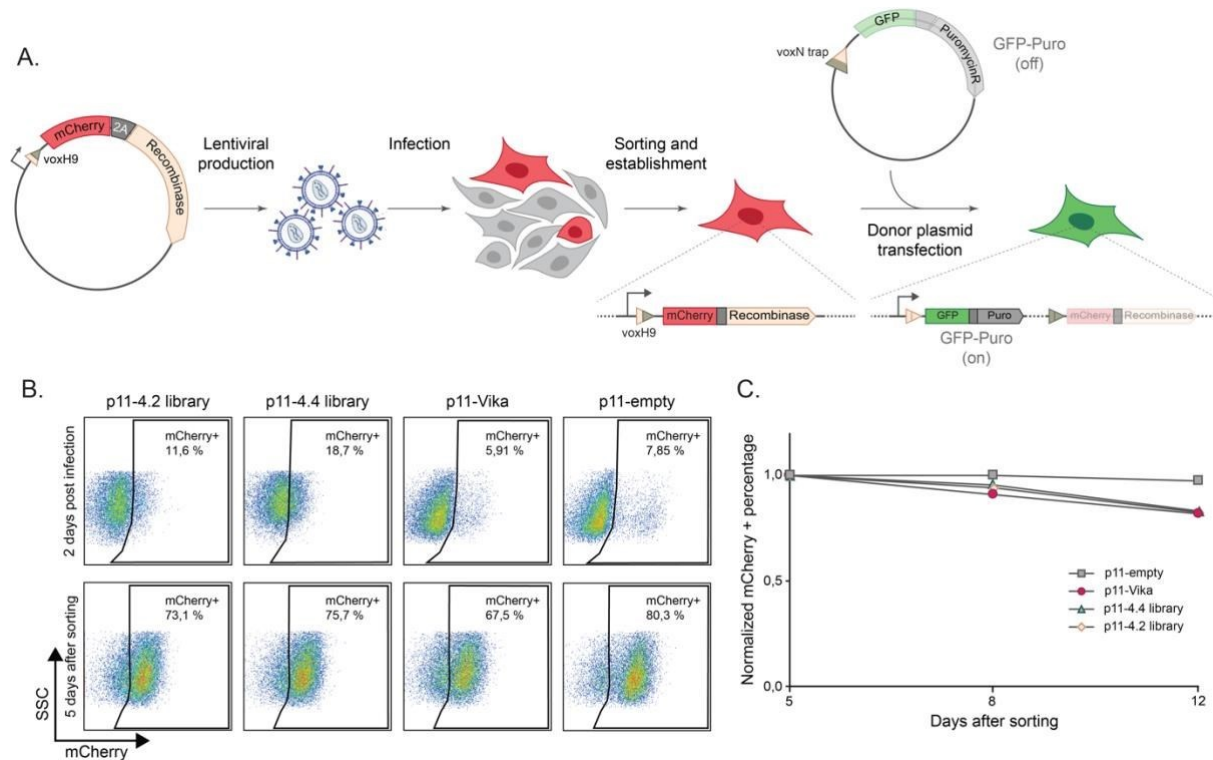 A.
mCherry
2A
Recombinase
voxH9
Lentiviral
production
Infection
Sorting and
establishment
voxN trap
GFP
PuromycinR
GFP-Puro
(off)
Donor plasmid
transfection
mCherry
Recombinase
voxH9
GFP
Puro
mCherry
Recombinase
GFP-Puro
(on)
B.
p11-4.2 library
p11-4.4 library
p11-Vika
p11-empty
2 days post infection
mCherry+
11,6 %
mCherry+
18,7 %
mCherry+
5,91 %
mCherry+
7,85 %
5 days after sorting
mCherry+
73,1 %
mCherry+
75,7 %
mCherry+
67,5 %
mCherry+
80,3 %
SSC
mCherry
C.
Normalized mCherry + percentage
1,0
0,5
0,0
5
8
12
Days after sorting
p11-empty
p11-Vika
p11-4.4 library
p11-4.2 library